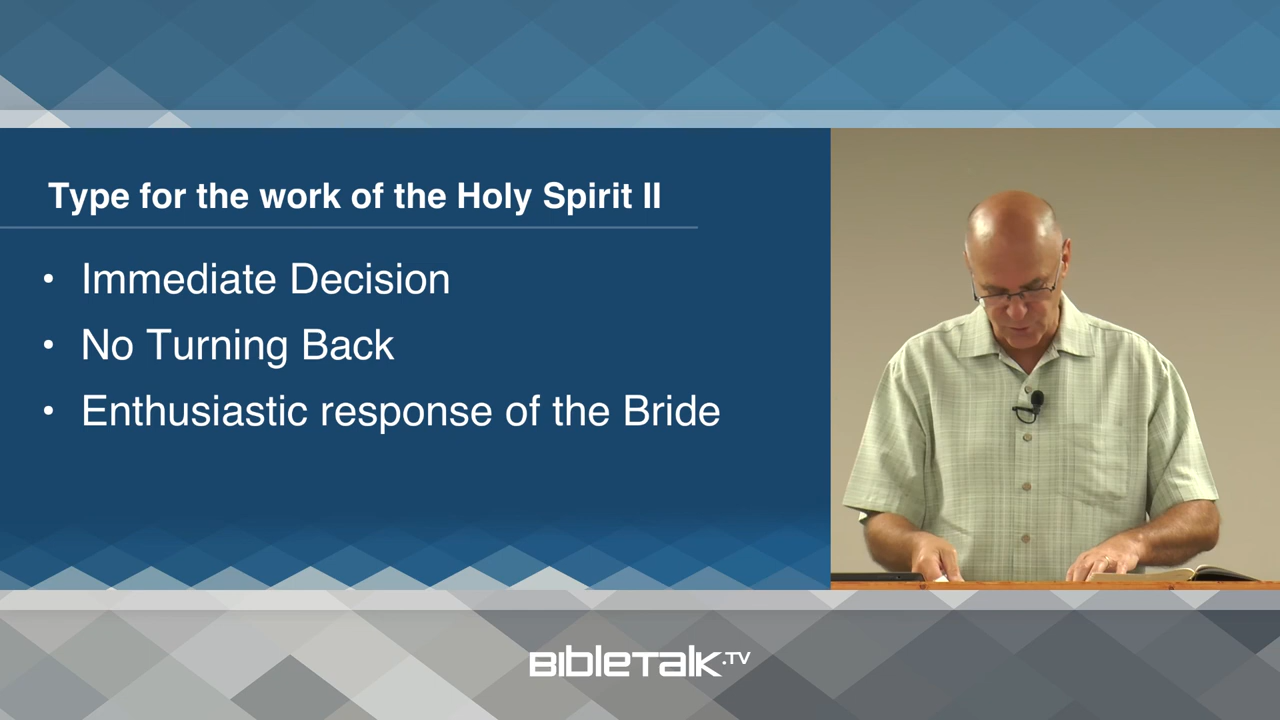 Type for the work of the Holy Spirit II
• Immediate Decision
• No Turning Back
• Enthusiastic response of the Bride
BIBLETALK.TV